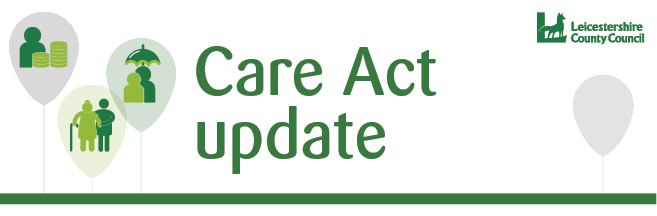 Care Act
update
Leicestershire
County Council